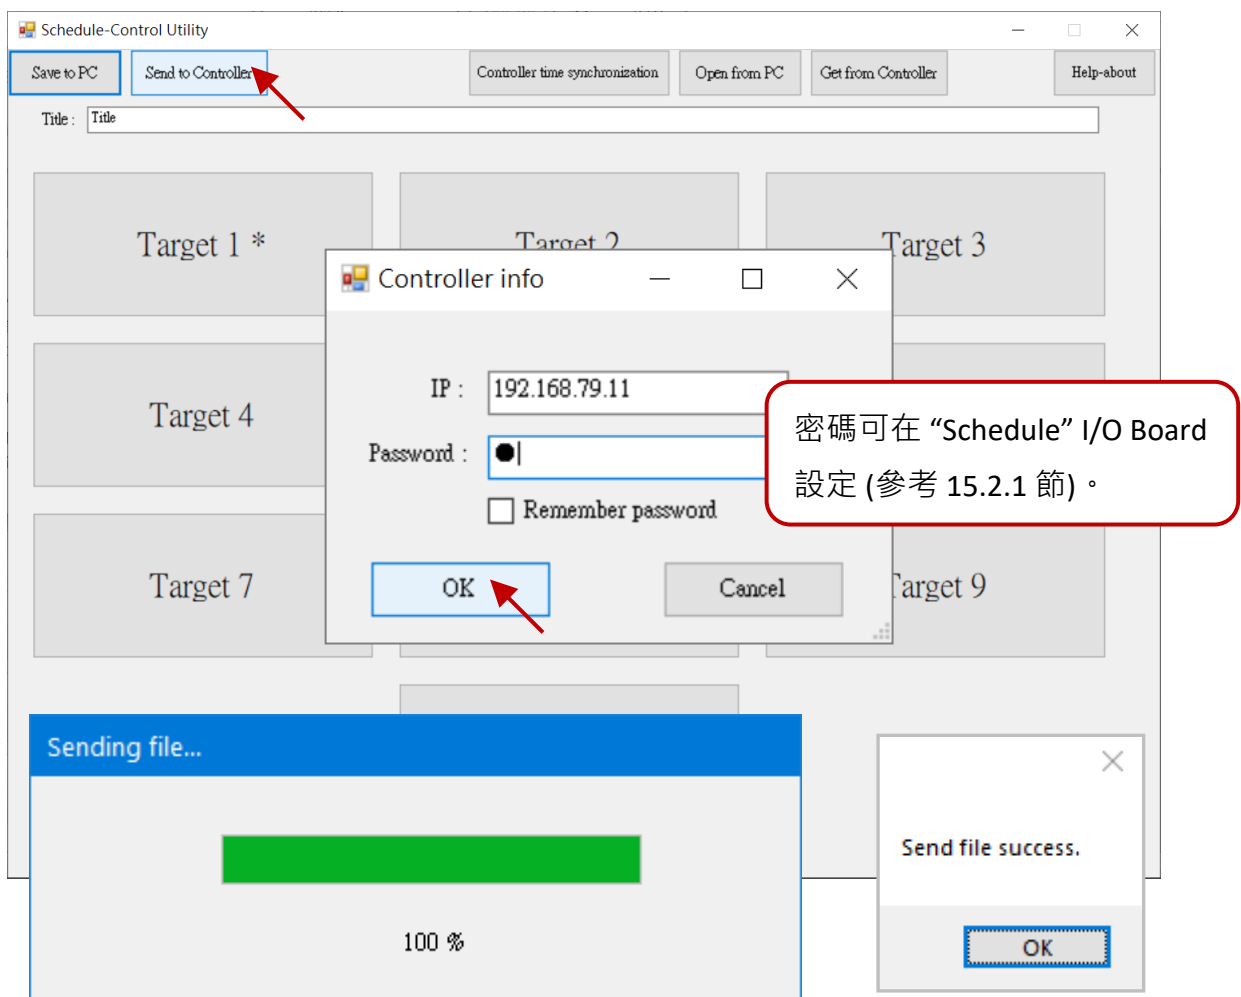 Schedule-Control Utility
Save to PC
Send to Controller
Controller time synchronization
Open from PC
Get from Controller
Help-about
Title :
Title
Target 1 *
Target 2
Target 3
Controller info
IP :
192.168.79.11
Password :
Remember password
OK
Cancel
密碼可在 “Schedule” I/O Board
設定 (參考 15.2.1 節)。
Target 4
Target 7
Target 9
Sending file...
100 %
Send file success.
OK